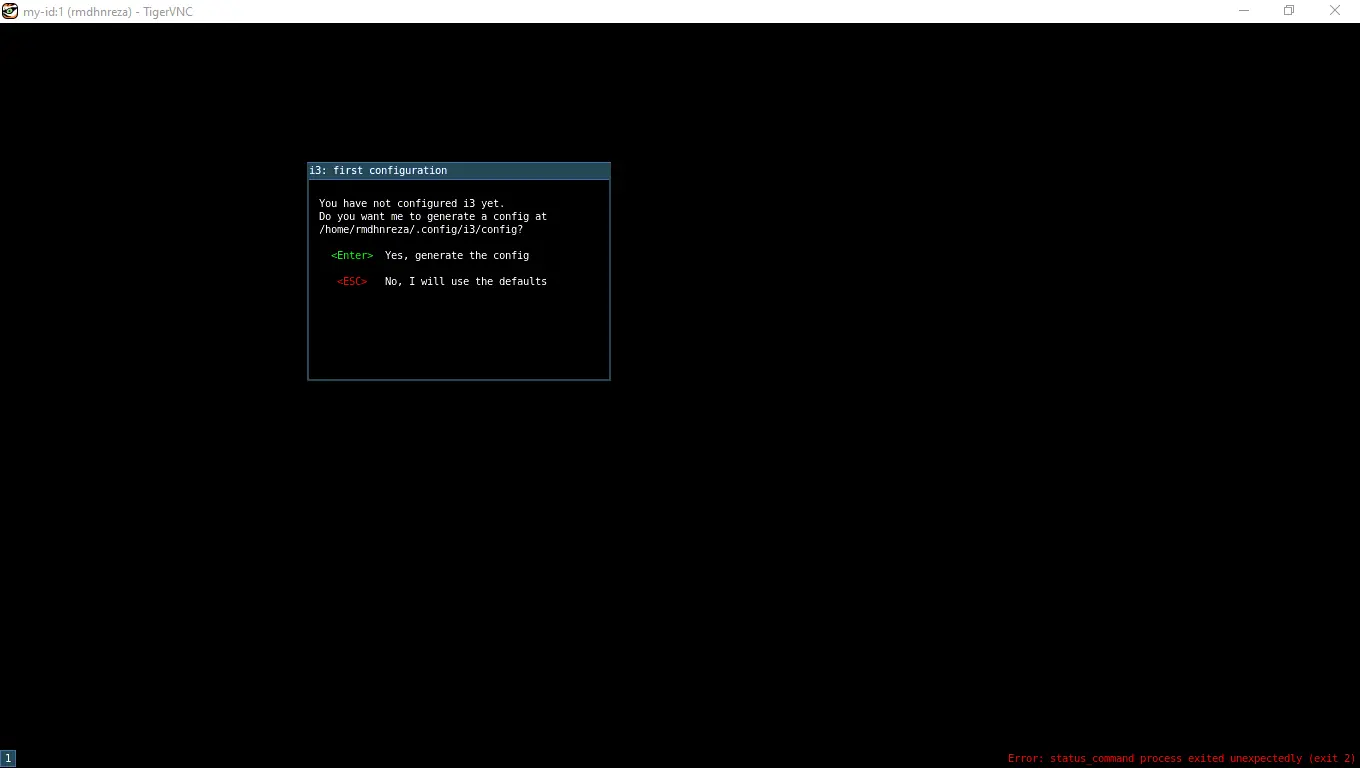 my-id:1 (rmdhnreza) - TigerVNC
i3: first configuration
You have not configured i3 yet.
Do you want me to generate a config at
/home/rmdhnreza/.config/i3/config?
<Enter> Yes, generate the config
<ESC> No, I will use the defaults
1
Error: status_command process exited unexpectedly (exit 2)